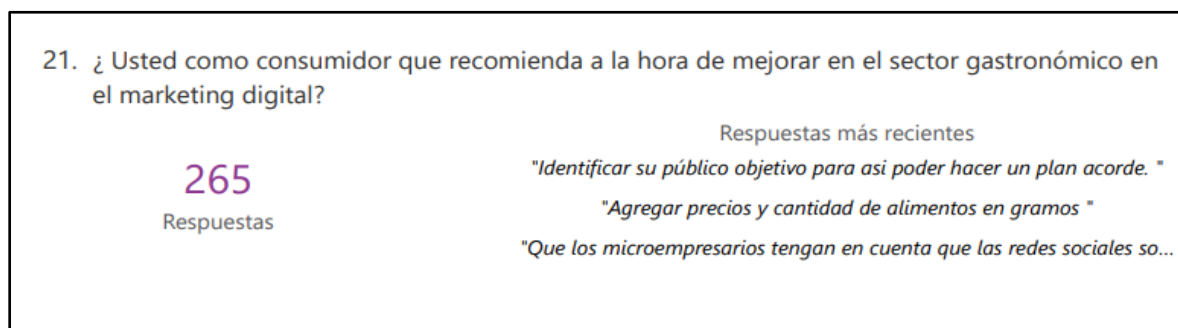 21. ¿ Usted como consumidor que recomienda a la hora de mejorar en el sector gastronómico en
el marketing digital?
265
Respuestas
Respuestas más recientes
"Identificar su público objetivo para asi poder hacer un plan acorde. "
"Agregar precios y cantidad de alimentos en gramos "
"Que los microempresarios tengan en cuenta que las redes sociales so...